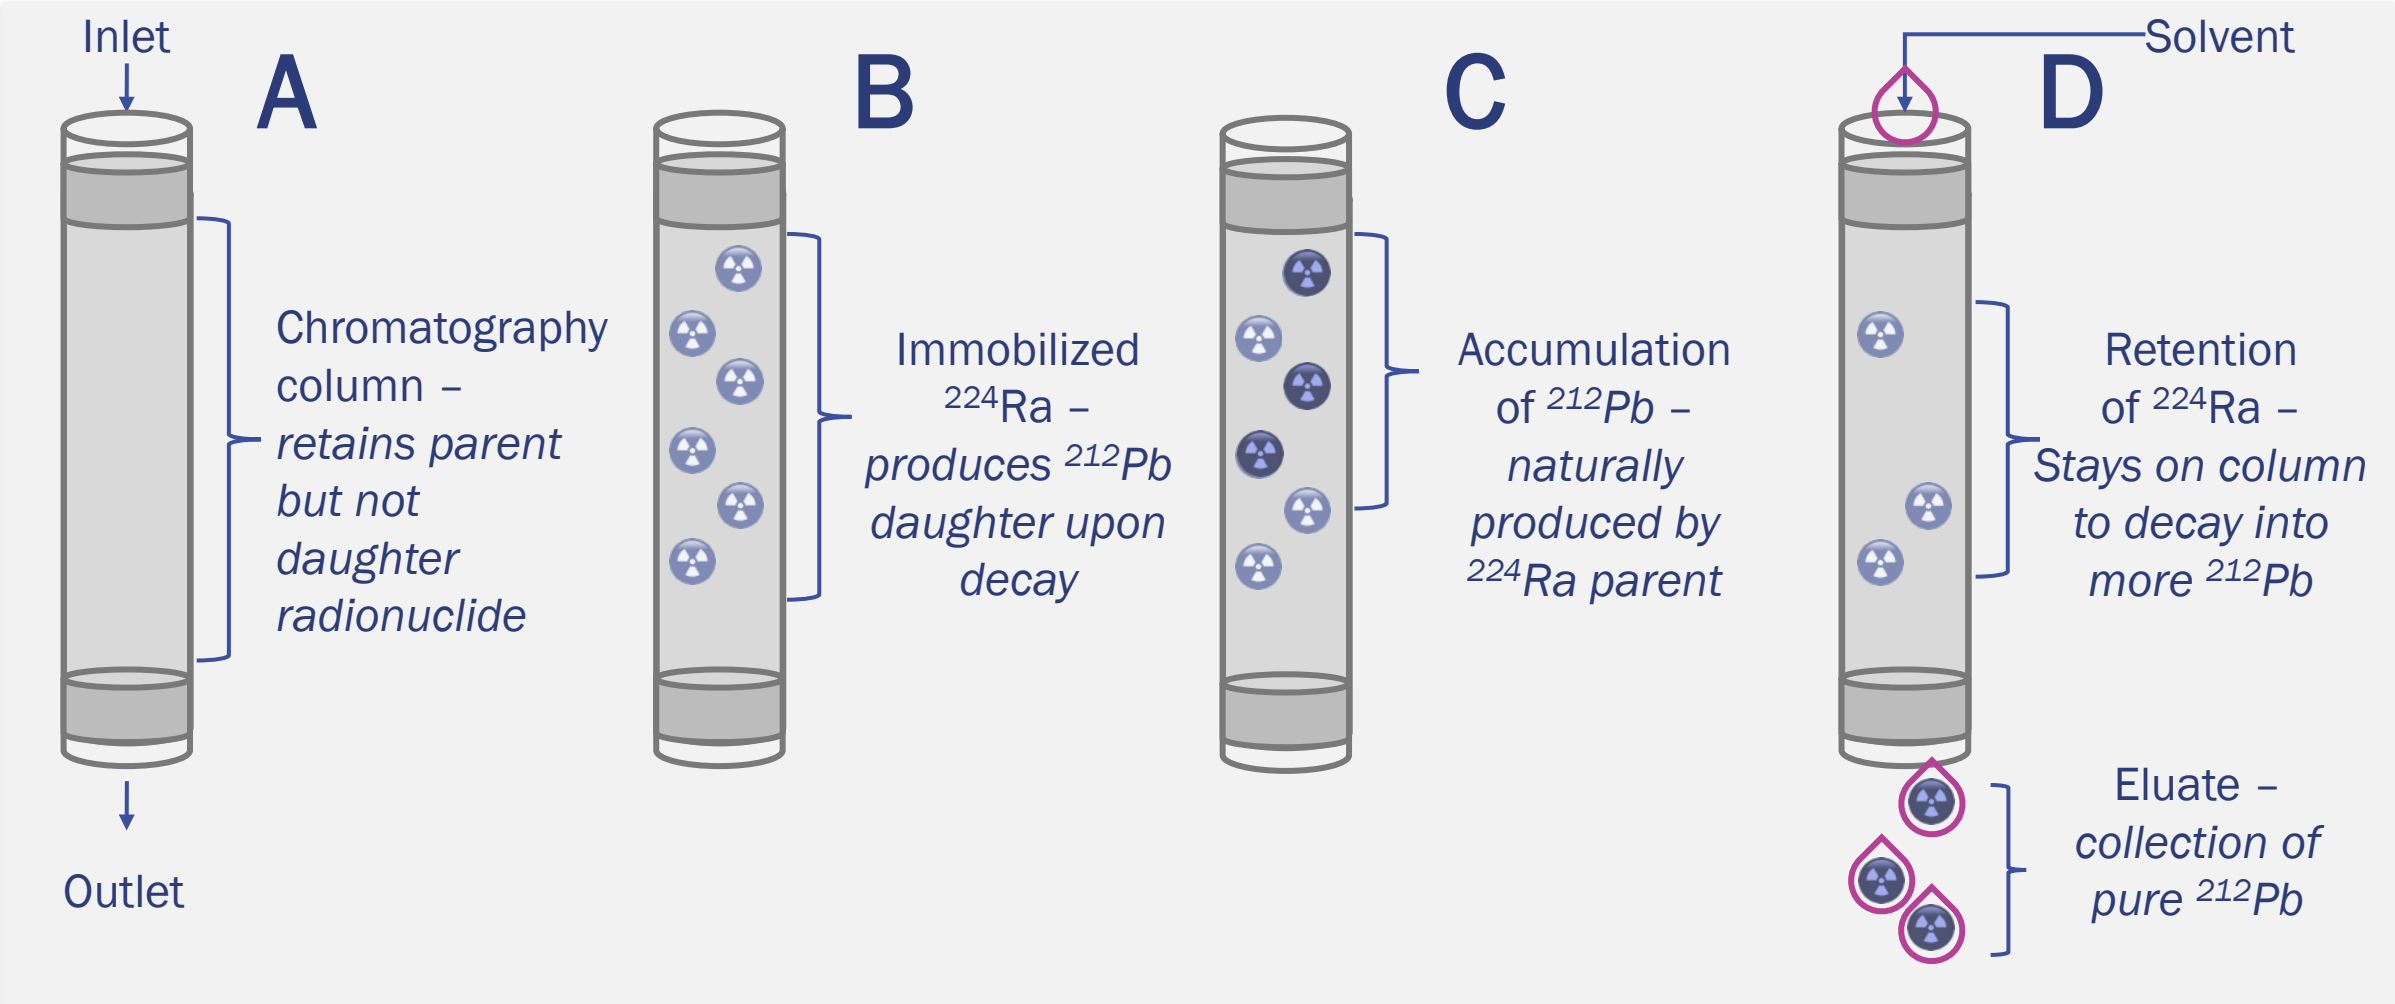 Inlet
A
Chromatography
column –
retains parent
but not
daughter
radionuclide
Outlet
B
Immobilized
²²⁴Ra –
produces ²¹²Pb
daughter upon
decay
C
Accumulation
of ²¹²Pb –
naturally
produced by
²²⁴Ra parent
Solvent
D
Retention
of ²²⁴Ra –
Stays on column
to decay into
more ²¹²Pb
Eluate –
collection of
pure ²¹²Pb